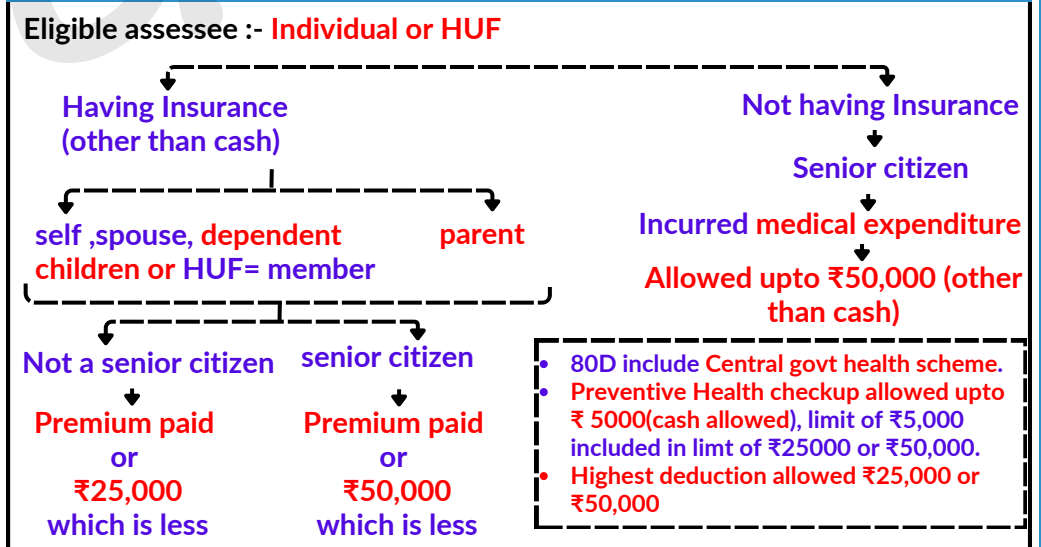 Eligible assessee :- Individual or HUF
Having Insurance
(other than cash)
Not having Insurance
Senior citizen
Incurred medical expenditure
Allowed upto ₹50,000 (other
than cash)
self ,spouse, dependent
children or HUF= member
parent
Not a senior citizen
Premium paid
or
₹25,000
which is less
senior citizen
Premium paid
or
₹50,000
which is less
• 80D include Central govt health scheme.
• Preventive Health checkup allowed upto
₹ 5000(cash allowed), limit of ₹5,000
included in limt of ₹25000 or ₹50,000.
• Highest deduction allowed ₹25,000 or
₹50,000